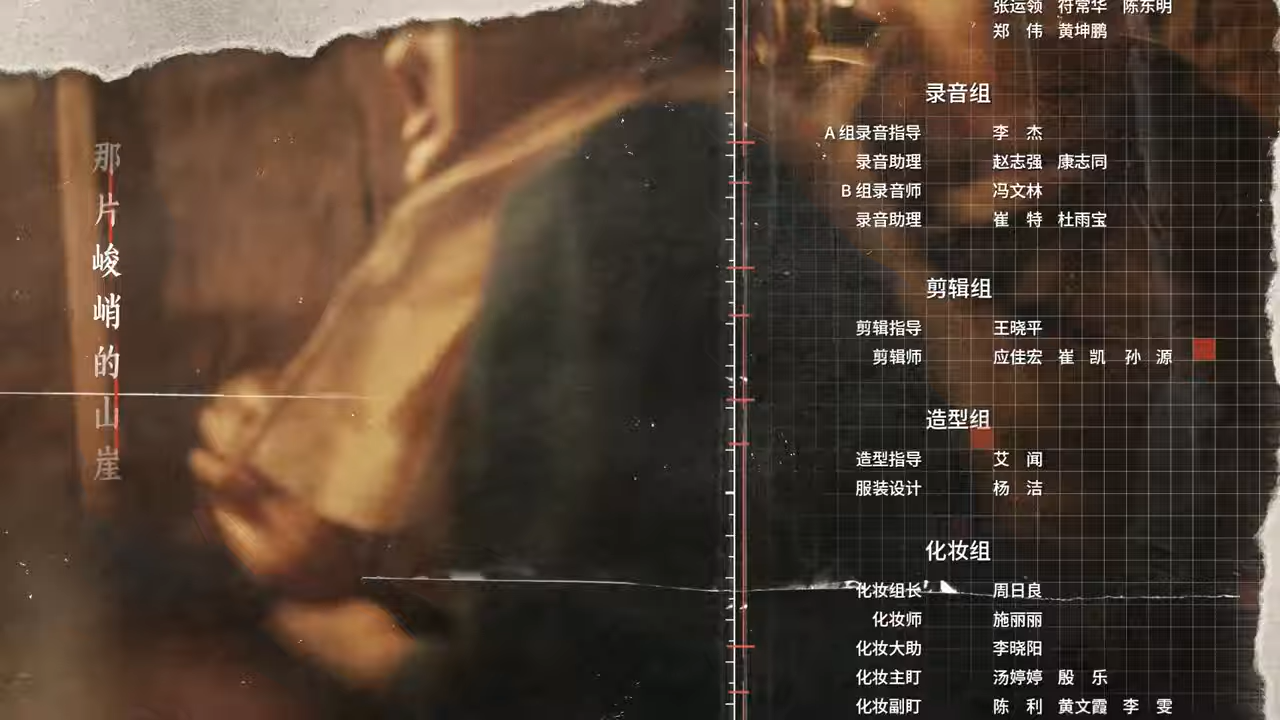 那片峻峭的山崖
张运领 符常华 陈东明
郑 伟 黄坤鹏
录音组
A 组录音指导 李 杰
录音助理 赵志强 康志同
B 组录音师 冯文林
录音助理 崔 特 杜雨宝
剪辑组
剪辑指导 王晓平
剪辑师 应佳宏 崔 凯 孙 源
造型组
造型指导 艾 闻
服装设计 杨 洁
化妆组
化妆组长 周日良
化妆师 施丽丽
化妆大助 李晓阳
化妆主盯 汤婷婷 殷 乐
化妆副盯 陈 利 黄文霞 李 雯